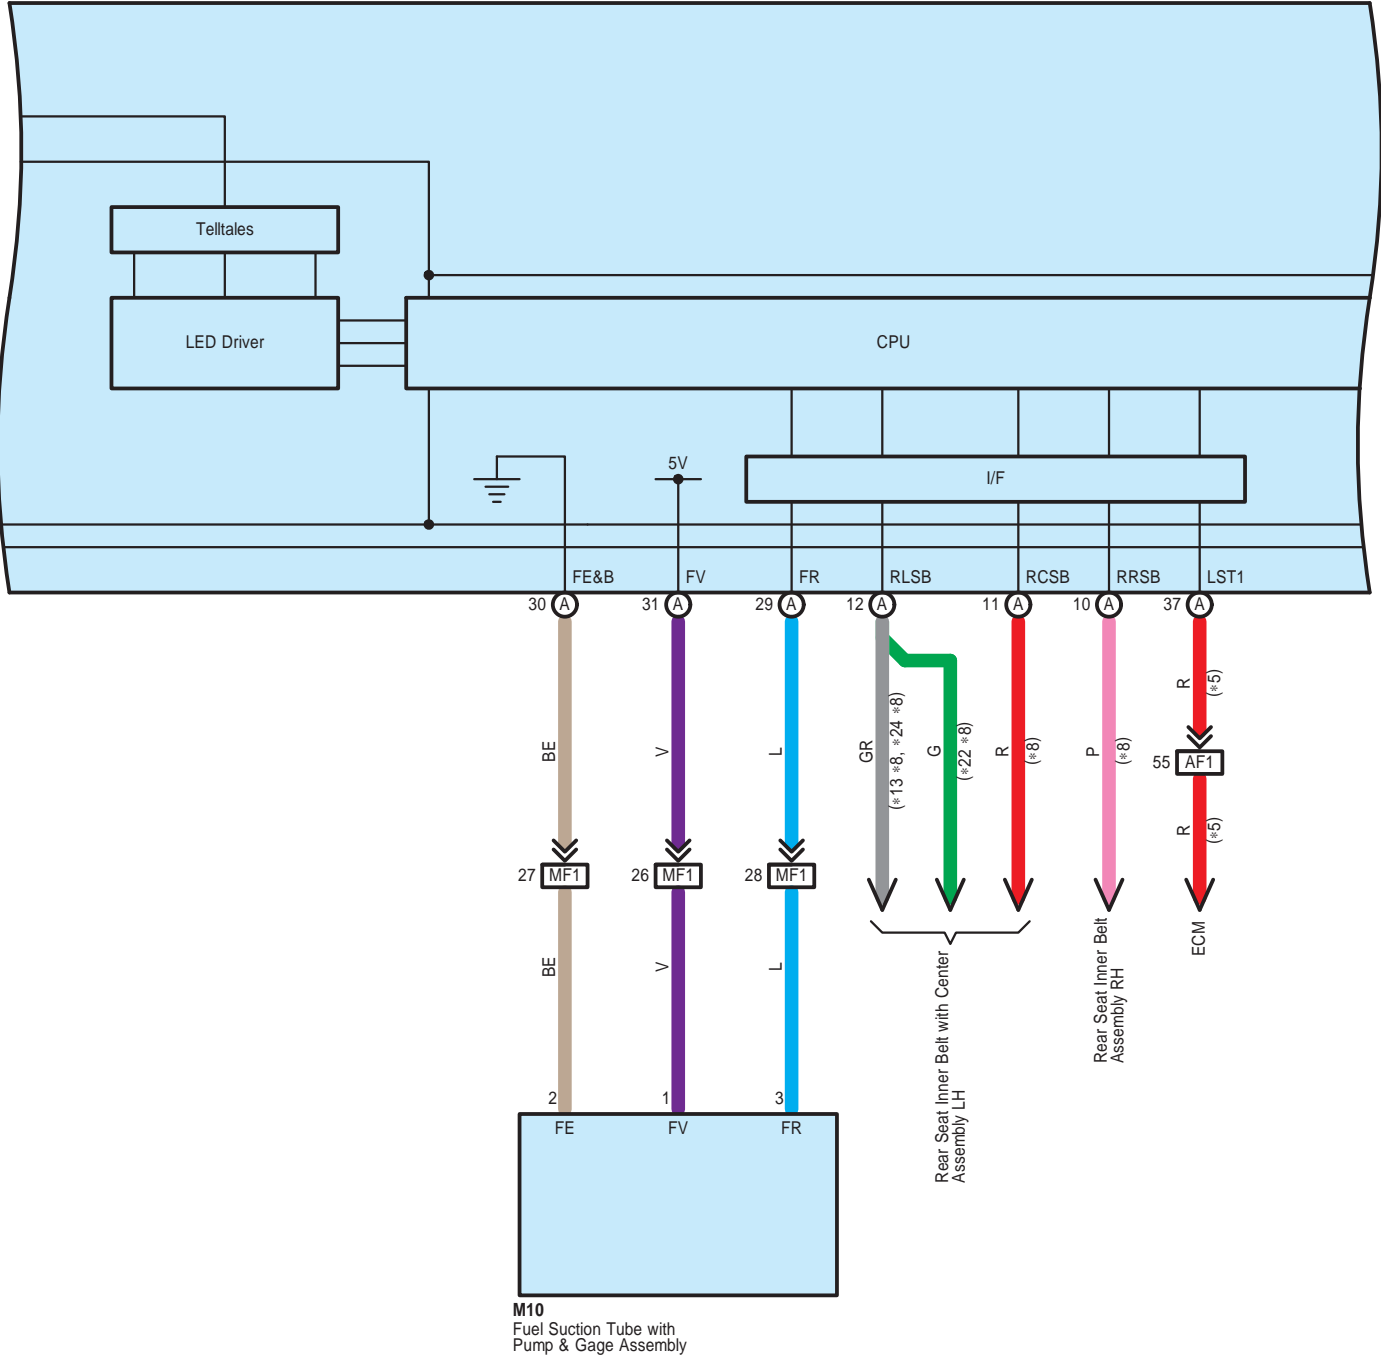 Telltales
LED Driver
CPU
5V
I/F
FE&B
FV
FR
RLSB
RCSB
RRSB
LST1
30 A
31 A
29 A
12 A
11 A
10 A
37 A
BE
V
L
GR
(*13 *8, *24 *8)
G
(*22 *8)
R
(*8)
P
(*8)
R
(*5)
55 AF1
R
(*5)
27 MF1
26 MF1
28 MF1
BE
V
L
Rear Seat Inner Belt with Center
Assembly LH
Rear Seat Inner Belt
Assembly RH
ECM
2
1
3
FE
FV
FR
M10
Fuel Suction Tube with
Pump & Gage Assembly